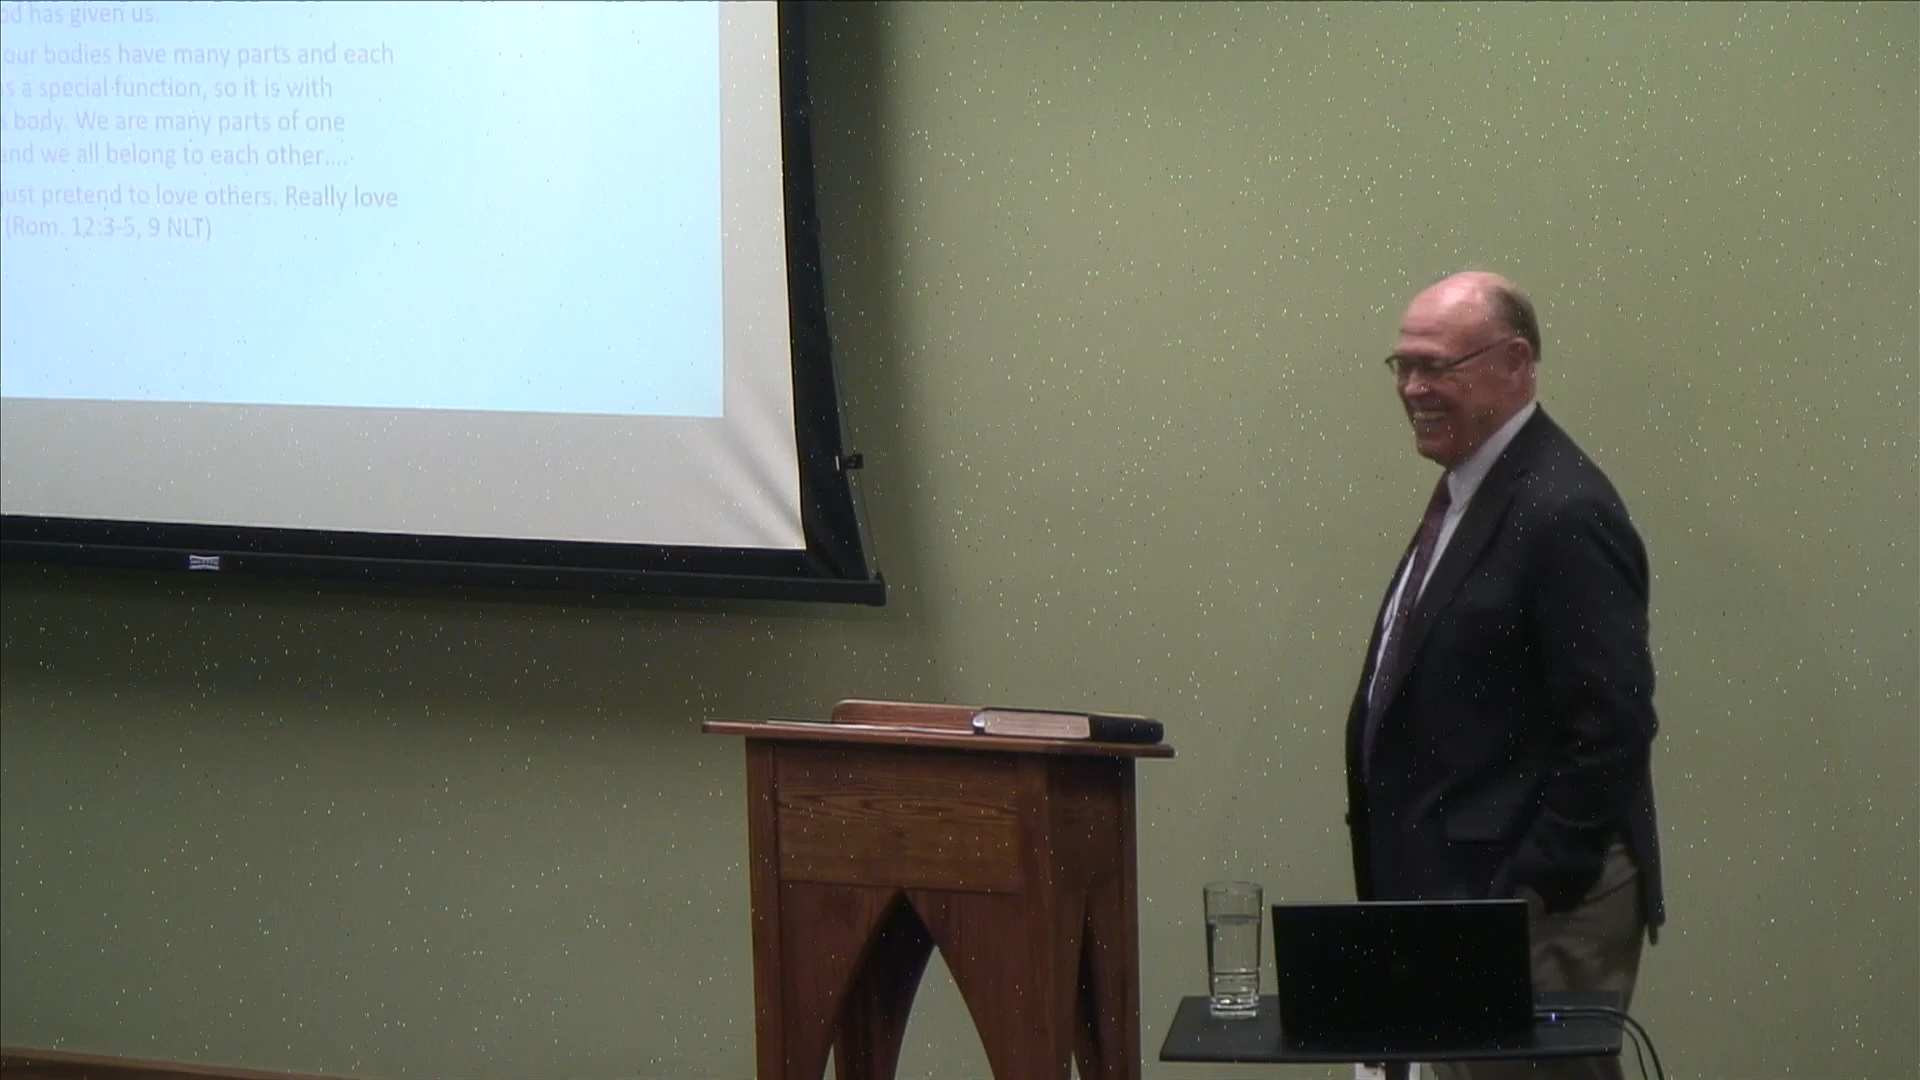 od has given us.
our bodies have many parts and each
s a special function, so it is with
s body. We are many parts of one
and we all belong to each other....
just pretend to love others. Really love
(Rom. 12:3-5, 9 NLT)